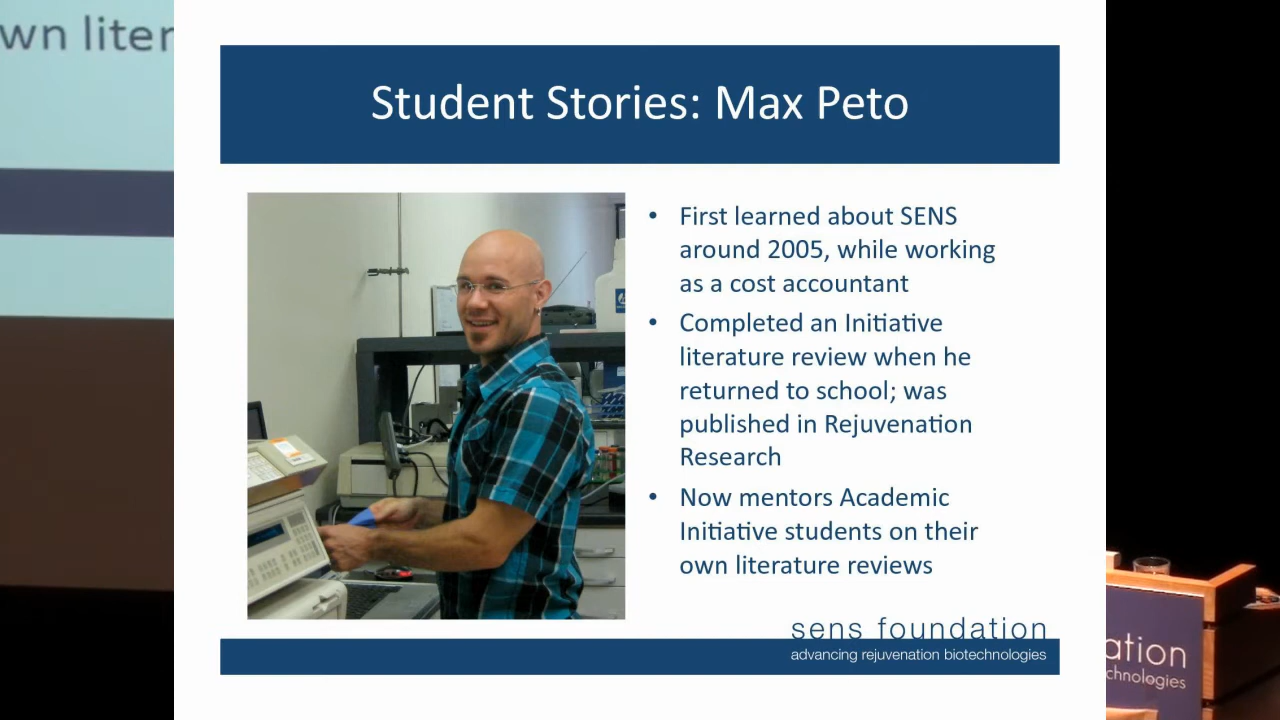 wn liter
Student Stories: Max Peto
• First learned about SENS
around 2005, while working
as a cost accountant
• Completed an Initiative
literature review when he
returned to school; was
published in Rejuvenation
Research
• Now mentors Academic
Initiative students on their
own literature reviews
sens foundation
advancing rejuvenation biotechnologies
ation
chnologies